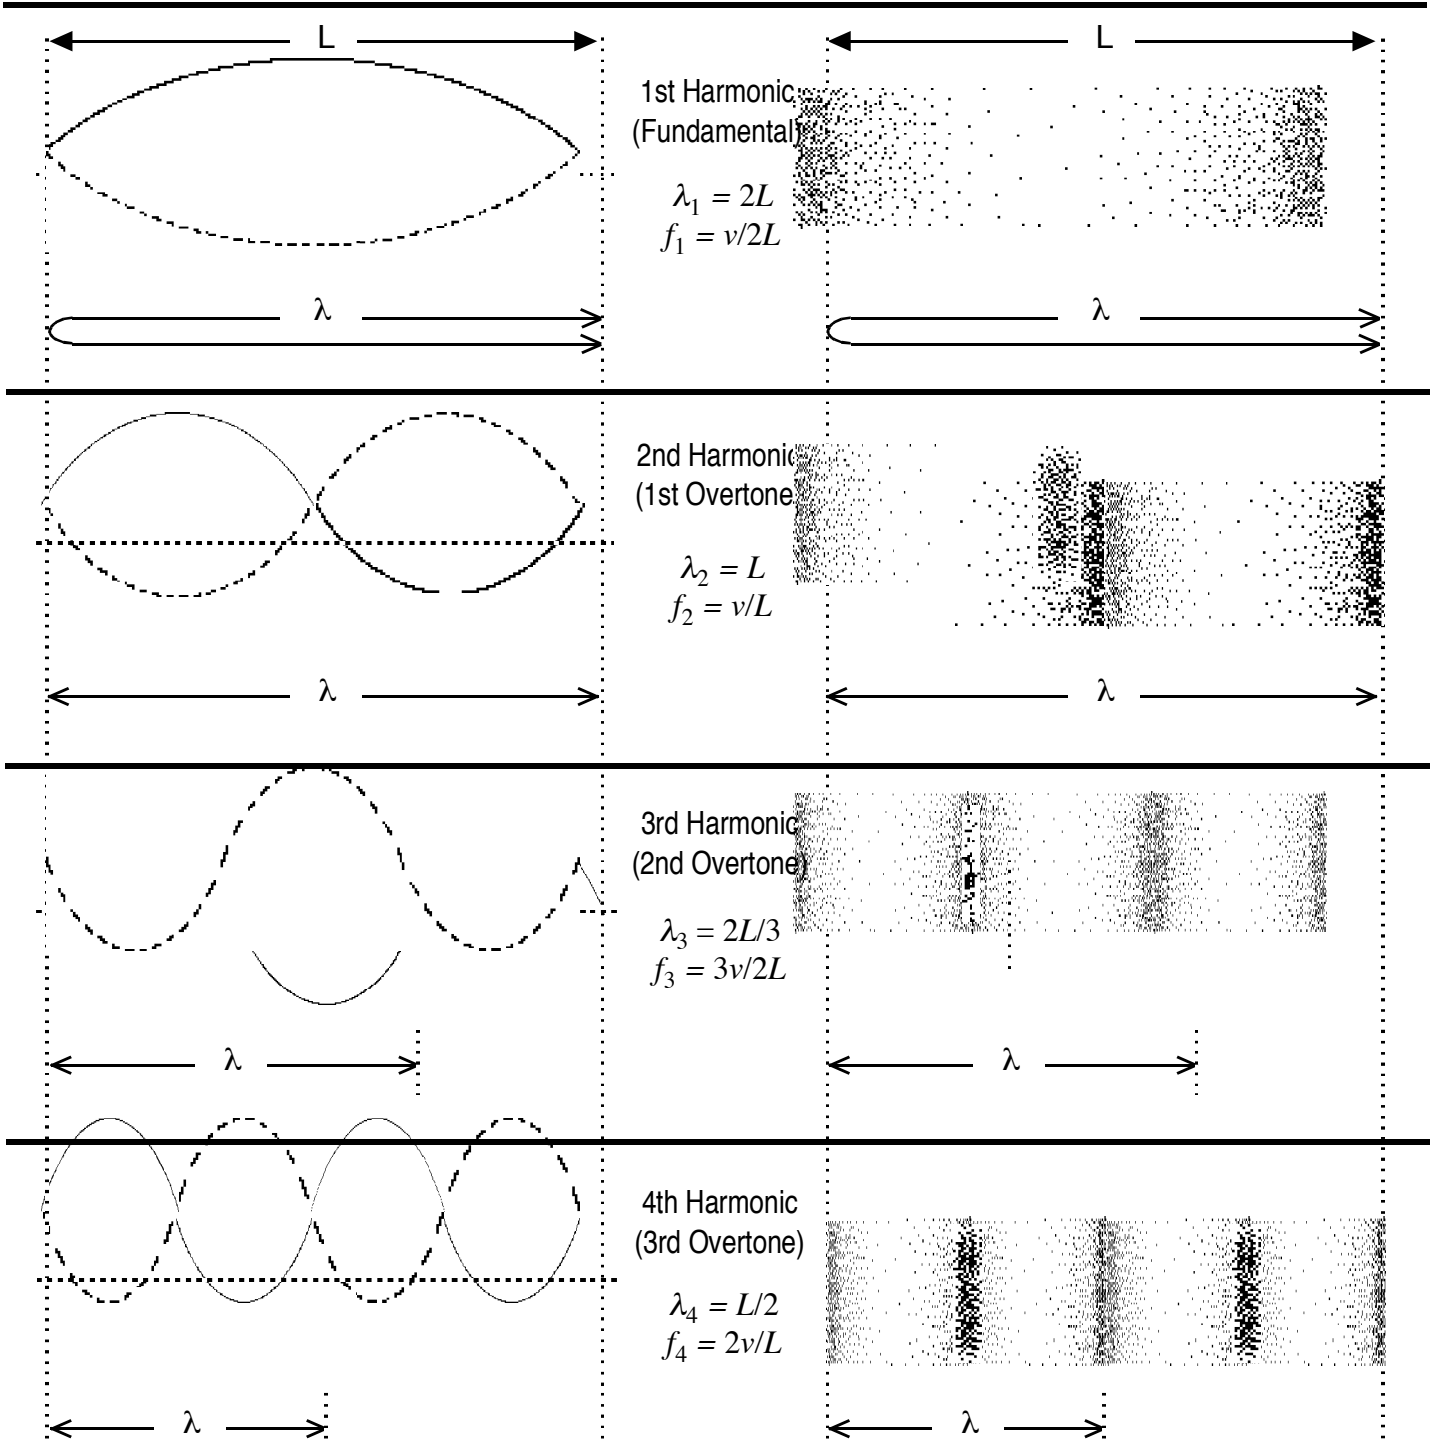 L
L
1st Harmonic
(Fundamental)
λ1 = 2L
f1 = v/2L
λ
λ
2nd Harmonic
(1st Overtone
λ2 = L
f2 = v/L
λ
λ
3rd Harmonic
(2nd Overtone)
λ3 = 2L/3
f3 = 3v/2L
λ
λ
4th Harmonic
(3rd Overtone)
λ4 = L/2
f4 = 2v/L
λ
λ